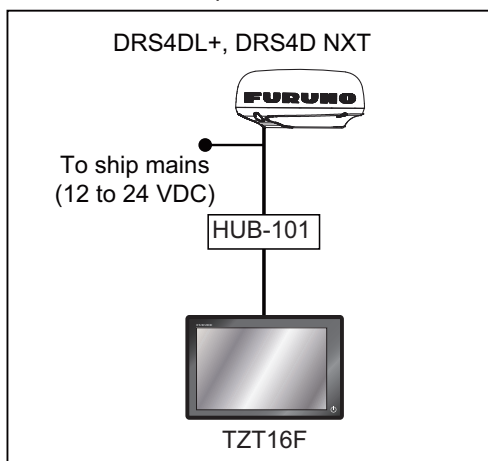 DRS4DL+, DRS4D NXT
FURUNO
To ship mains
(12 to 24 VDC)
HUB-101
TZT16F